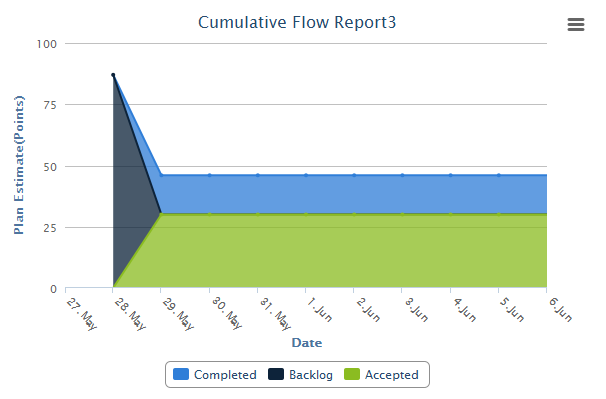 Cumulative Flow Report3
Plan Estimate(Points)
100
75
50
25
0
27. May
28. May
29. May
30. May
31. May
1. Jun
2. Jun
3. Jun
4. Jun
5. Jun
6. Jun
Date
Completed Backlog Accepted